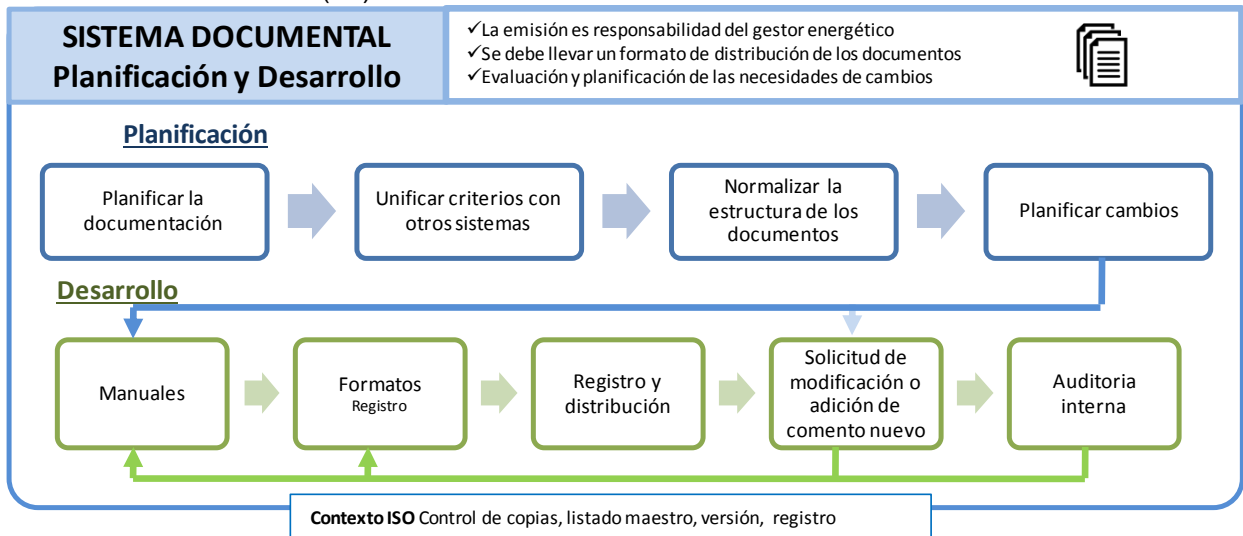 SISTEMA DOCUMENTAL
Planificación y Desarrollo
✓La emisión es responsabilidad del gestor energético
✓Se debe llevar un formato de distribución de los documentos
✓Evaluación y planificación de las necesidades de cambios
Planificación
Planificar la
documentación
Unificar criterios con
otros sistemas
Normalizar la
estructura de los
documentos
Planificar cambios
Desarrollo
Manuales
Formatos
Registro
Registro y
distribución
Solicitud de
modificación o
adición de
comento nuevo
Auditoria
interna
Contexto ISO Control de copias, listado maestro, versión, registro